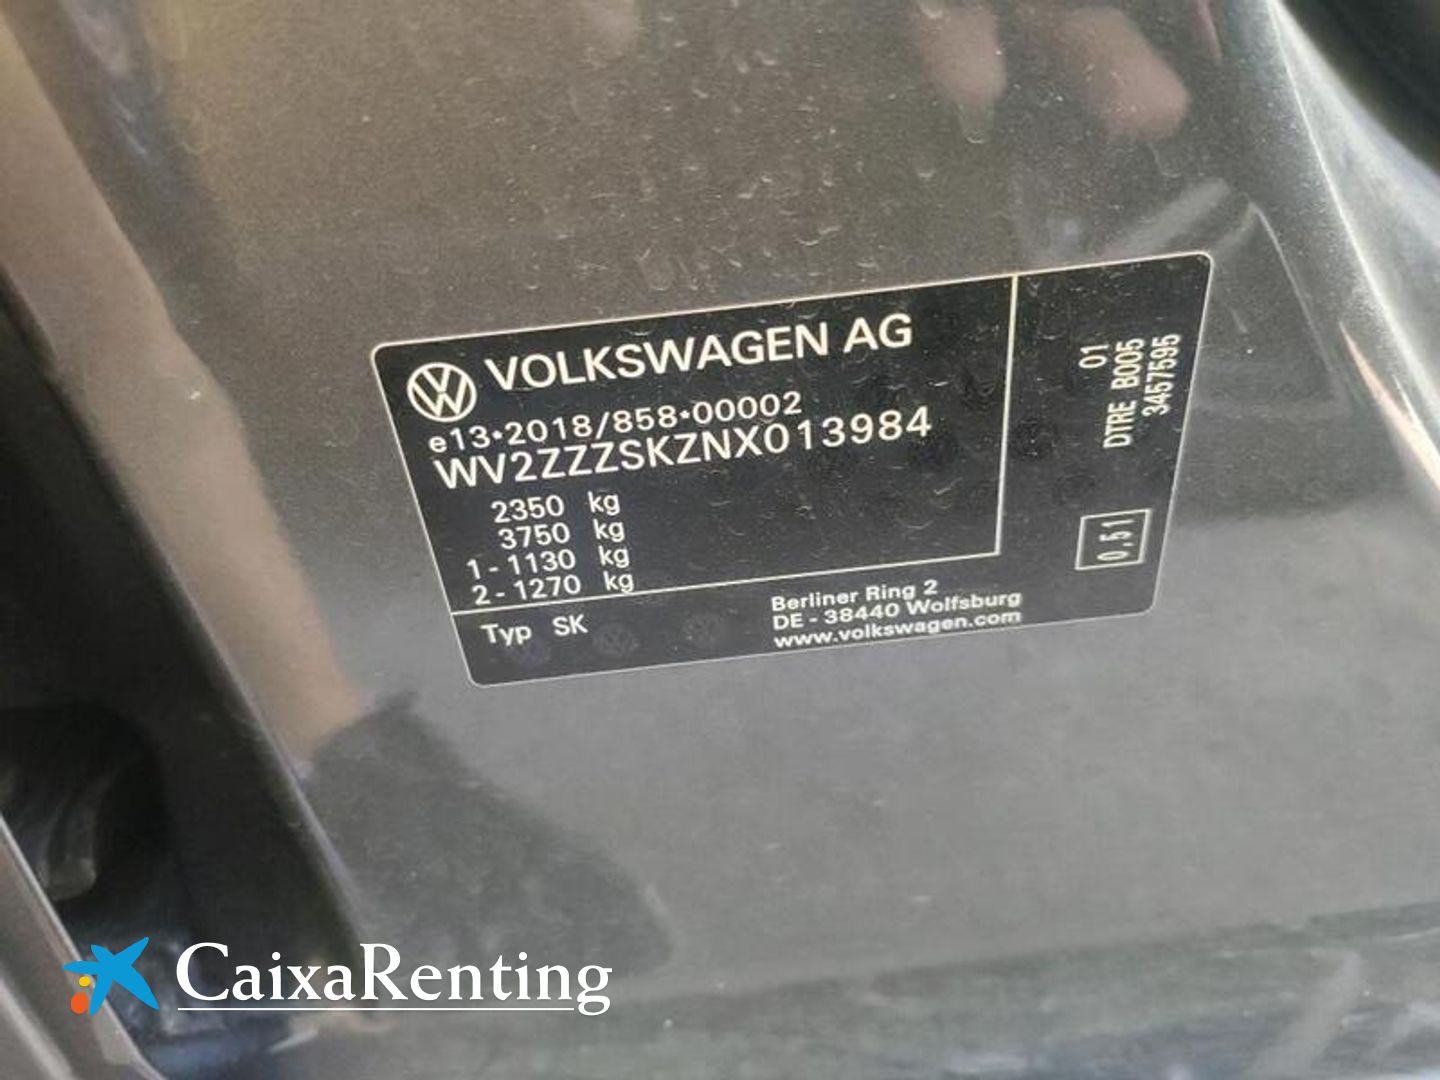 VOLKSWAGEN AG
e13*2018/858*00002
WV2ZZZSKZNX013984
2350 kg
3750 kg
1 - 1130 kg
2 - 1270 kg
Typ SK
Berliner Ring 2
DE - 38440 Wolfsburg
www.volkswagen.com
01
DTRE B005
3457595
0,51
CaixaRenting